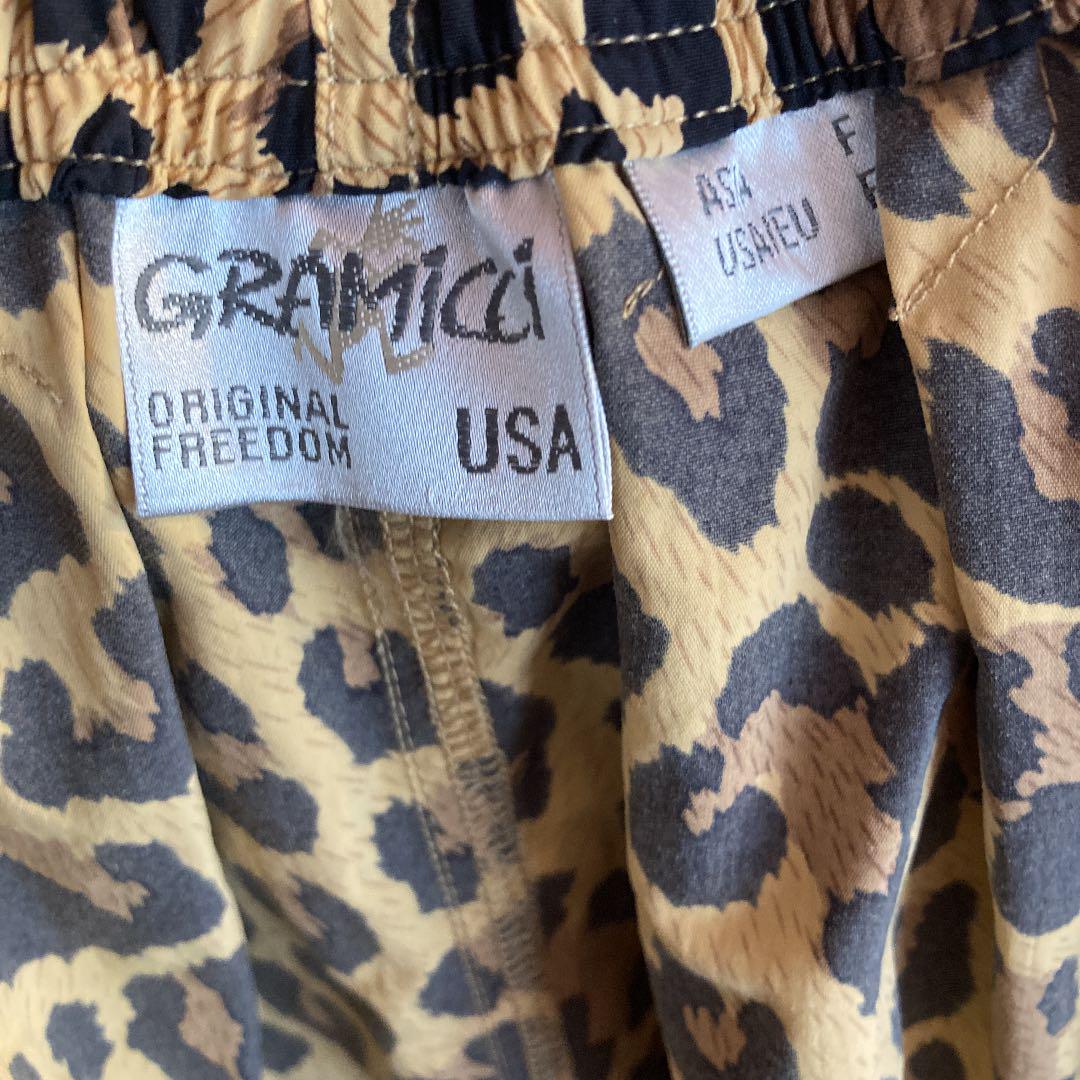 GRAMICCI
ORIGINAL
FREEDOM
USA
ASA F
USA/EU